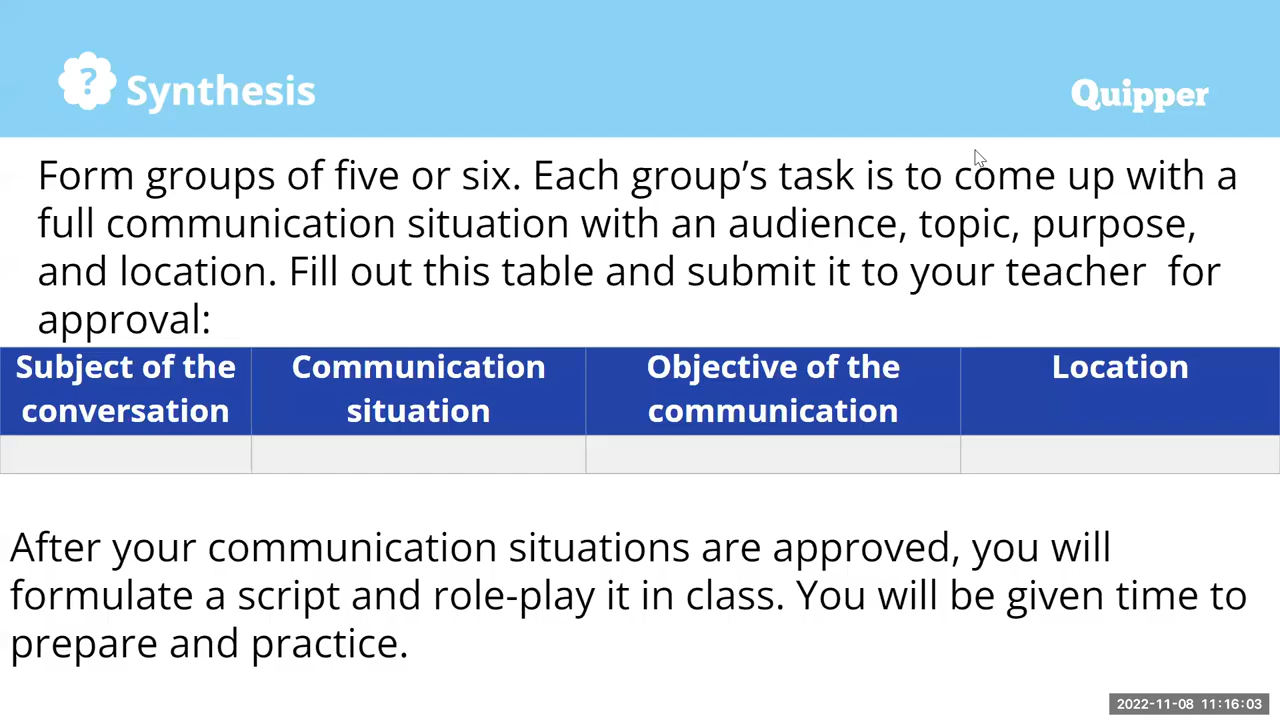 ? Synthesis
Quipper
Form groups of five or six. Each group’s task is to come up with a
full communication situation with an audience, topic, purpose,
and location. Fill out this table and submit it to your teacher  for
approval:
Subject of the conversation
Communication situation
Objective of the communication
Location
After your communication situations are approved, you will
formulate a script and role-play it in class. You will be given time to
prepare and practice.
2022-11-08 11:16:03